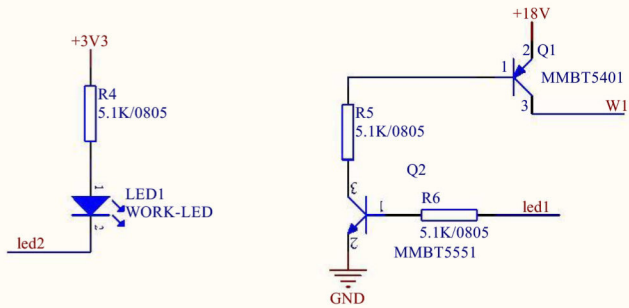 +3V3
R4
5.1K/0805
1
LED1
WORK-LED
2
led2
+18V
2
Q1
1
MMBT5401
3
W1
R5
5.1K/0805
Q2
3
1
R6
led1
5.1K/0805
2
MMBT5551
GND